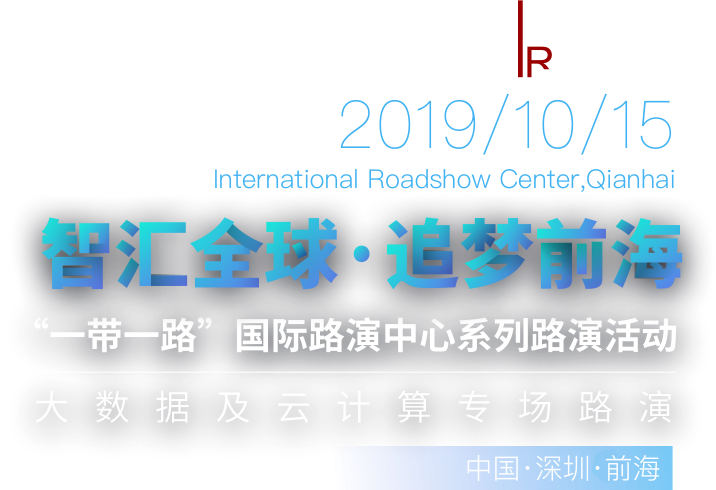 IR
2019/10/15
International Roadshow Center,Qianhai
智汇全球·追梦前海
“一带一路”国际路演中心系列路演活动
大数据及云计算专场路演
中国·深圳·前海